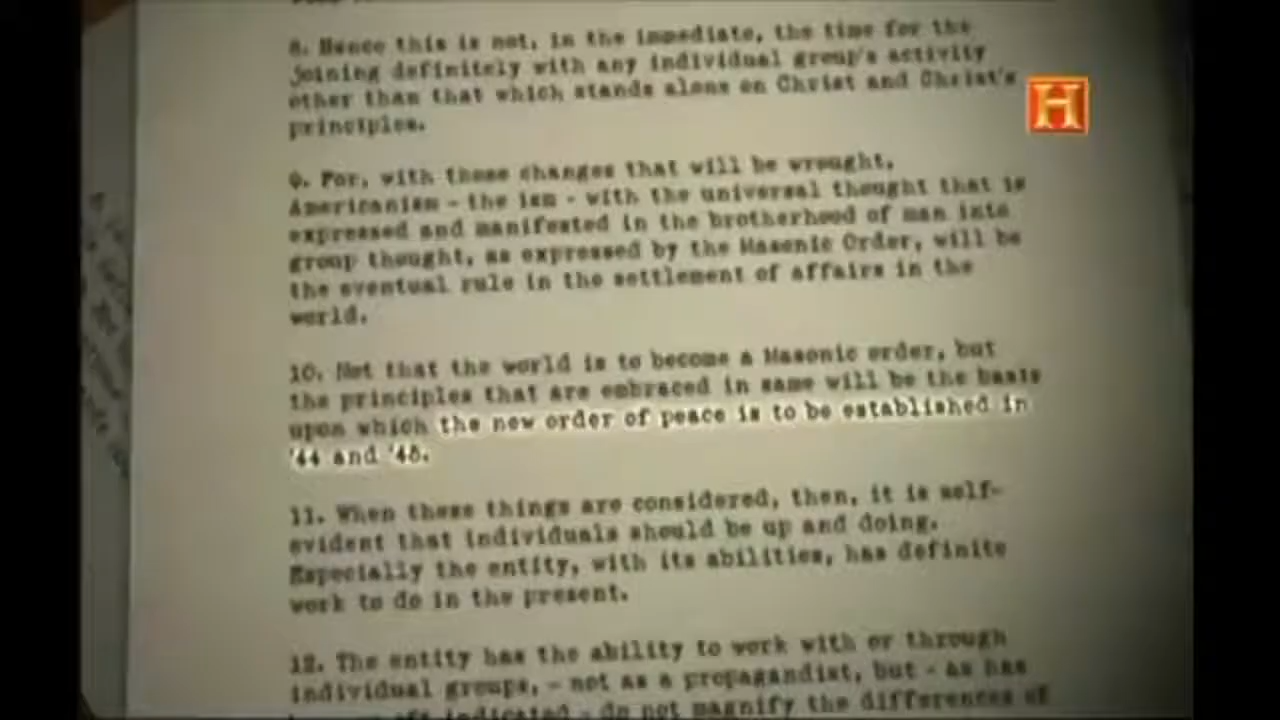 8. Hence this is not, in the immediate, the time for the
joining definitely with any individual group's activity
other than that which stands alone on Christ and Christ's
principles.
H
9. For, with those changes that will be wrought,
Americanism - the ism - with the universal thought that is
expressed and manifested in the brotherhood of man into
group thought, as expressed by the Masonic Order, will be
the eventual rule in the settlement of affairs in the
world.
10. Not that the world is to become a Masonic order, but
the principles that are embraced in same will be the basis
upon which the new order of peace is to be established in
'44 and '45.
11. When these things are considered, then, it is self-
evident that individuals should be up and doing.
Especially the entity, with its abilities, has definite
work to do in the present.
12. The entity has the ability to work with or through
individual groups, - not as a propagandist, but - as has
indicated - do not magnify the differences of